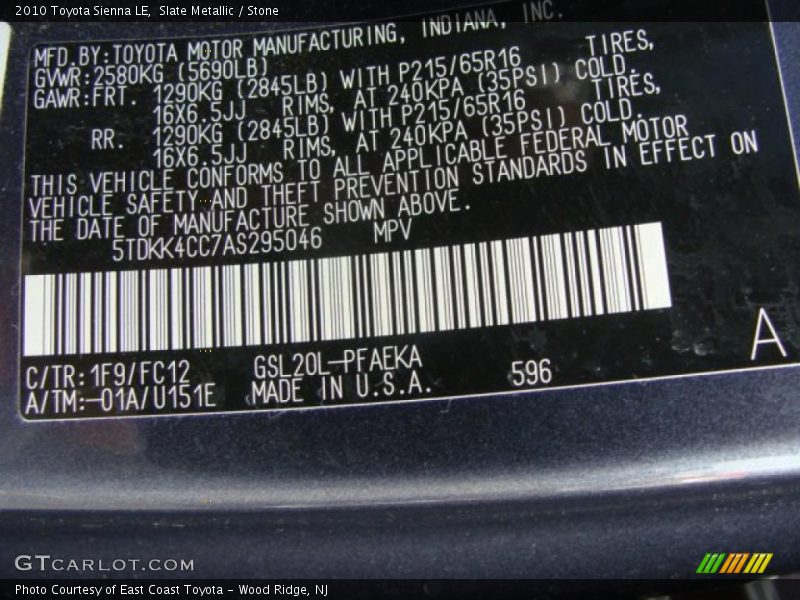 2010 Toyota Sienna LE, Slate Metallic / Stone
MFD.BY:TOYOTA MOTOR MANUFACTURING, INDIANA, INC.
GVWR:2580KG (5690LB)
GAWR:FRT. 1290KG (2845LB) WITH P215/65R16 TIRES,
16X6.5JJ RIMS, AT 240KPA (35PSI) COLD.
RR. 1290KG (2845LB) WITH P215/65R16 TIRES,
16X6.5JJ RIMS, AT 240KPA (35PSI) COLD.
THIS VEHICLE CONFORMS TO ALL APPLICABLE FEDERAL MOTOR
VEHICLE SAFETY AND THEFT PREVENTION STANDARDS IN EFFECT ON
THE DATE OF MANUFACTURE SHOWN ABOVE.
5TDKK4CC7AS295046 MPV
A
C/TR:1F9/FC12 GSL20L-PFAEKA
A/TM:-01A/U151E MADE IN U.S.A. 596
GTCARLOT.COM
Photo Courtesy of East Coast Toyota - Wood Ridge, NJ